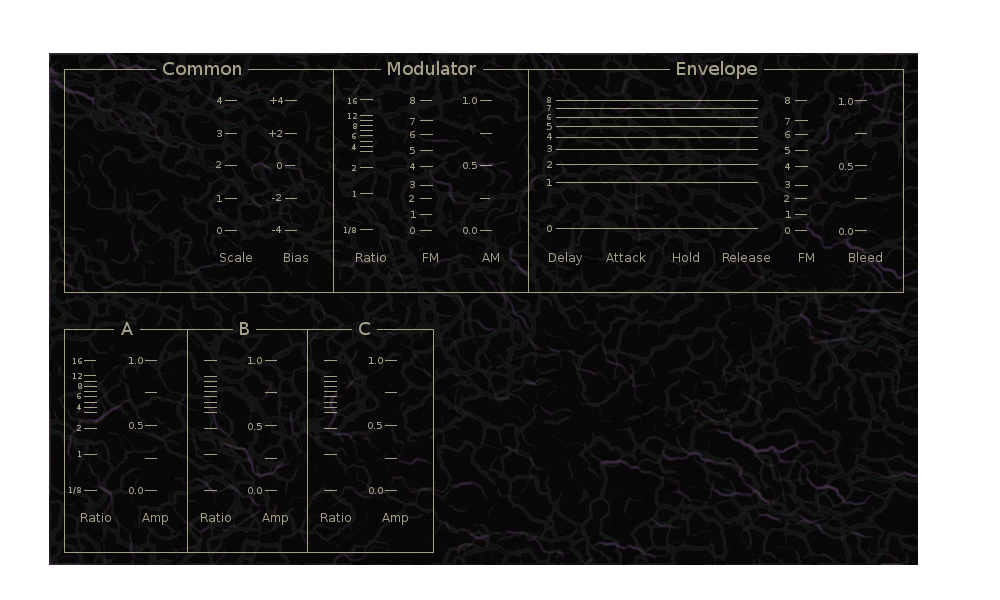 Common Modulator Envelope
4 +4 16 8 1.0 8 8 1.0
12 7 7 7
3 +2 8 6 6 6
6 5 5 5
4 4
2 0 2 4 0.5 3 4 0.5
2
1 -2 1 3 1 3
2 2
1 1
0 -4 1/8 0 0.0 0 0 0.0
Scale Bias Ratio FM AM Delay Attack Hold Release FM Bleed
A B C
16 1.0 1.0 1.0
12
8
6
4
2 0.5 0.5 0.5
1
1/8 0.0 0.0 0.0
Ratio Amp Ratio Amp Ratio Amp